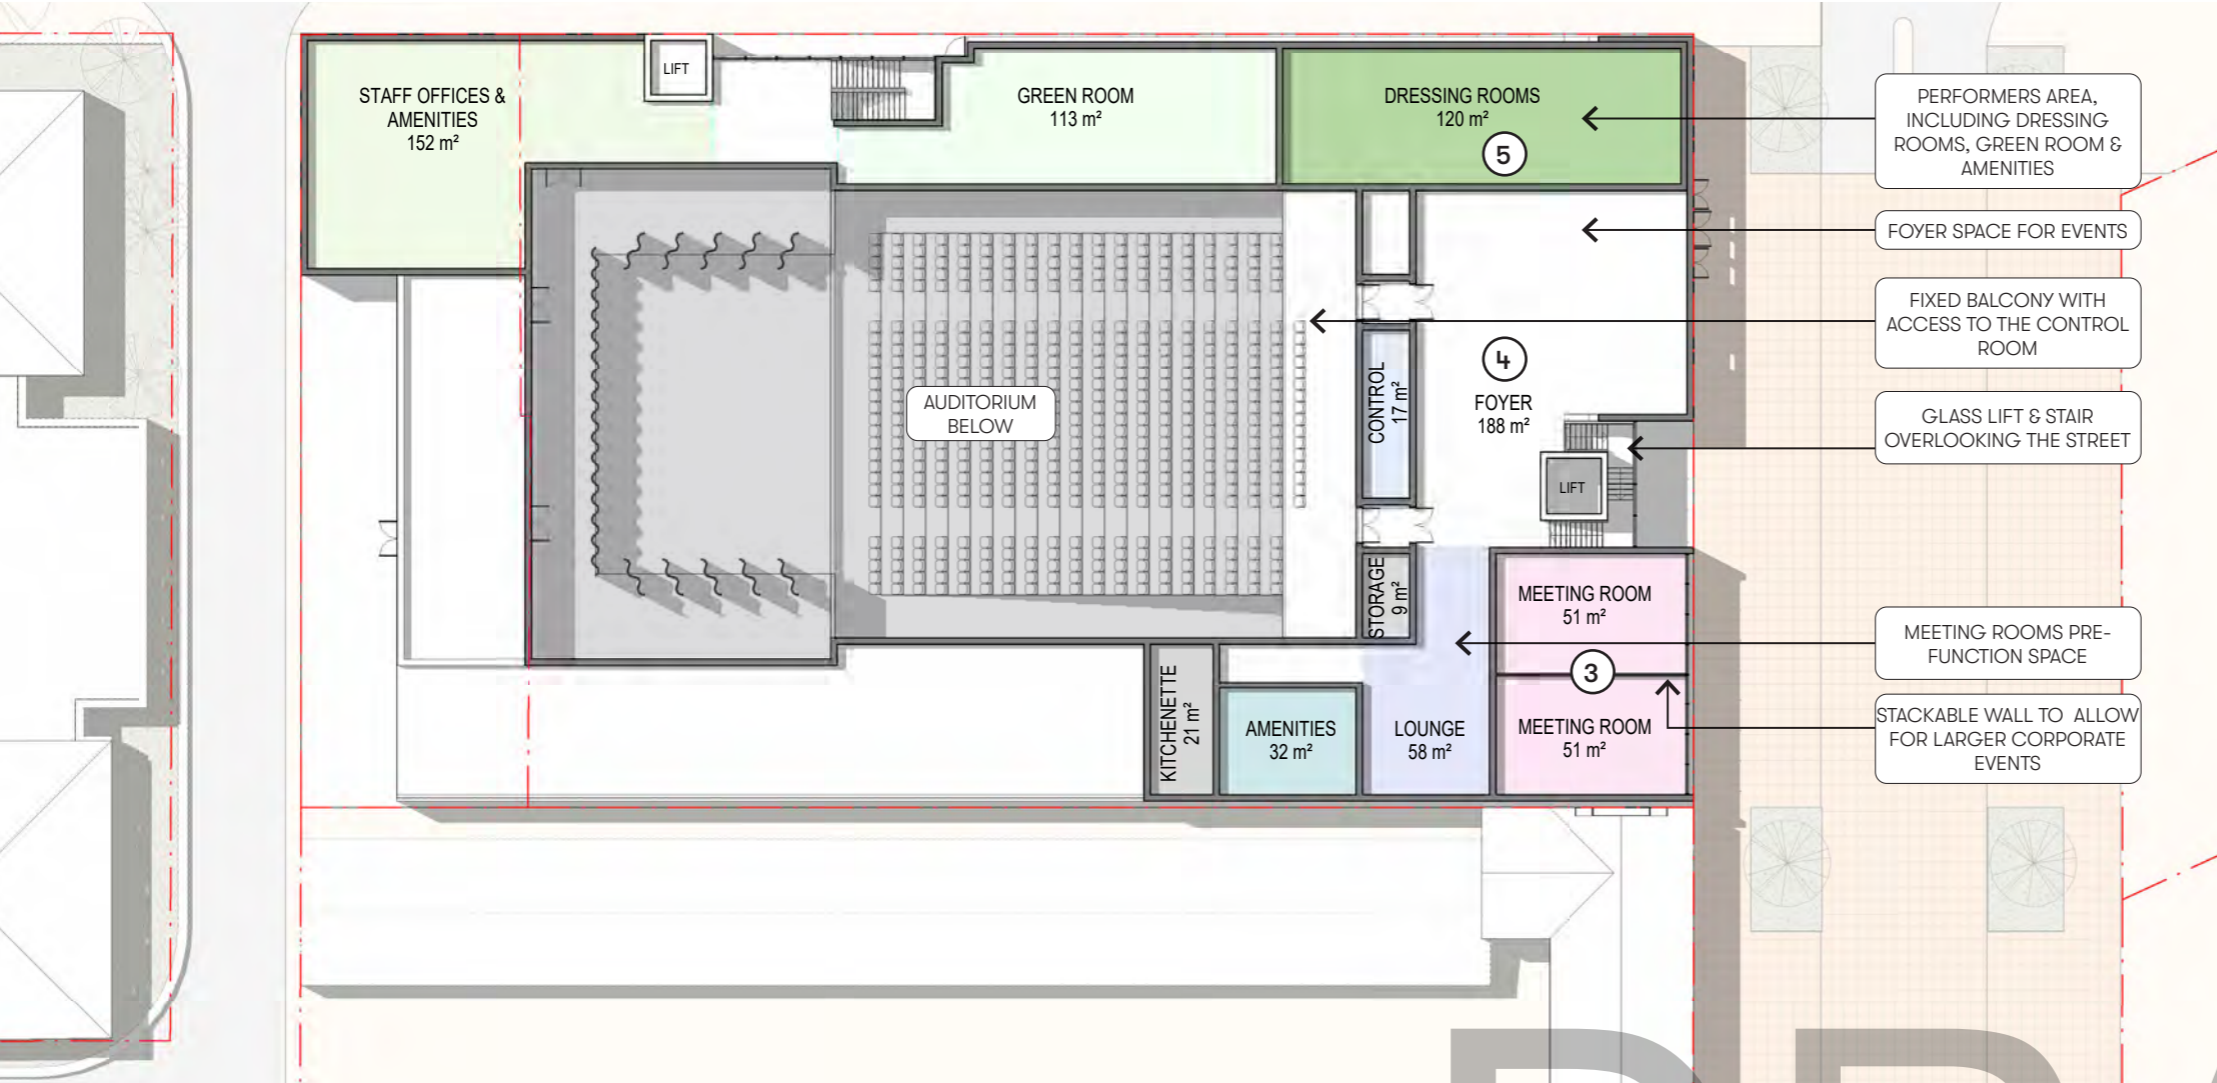 STAFF OFFICES &
AMENITIES
152 m²
LIFT
GREEN ROOM
113 m²
DRESSING ROOMS
120 m²
5
PERFORMERS AREA,
INCLUDING DRESSING
ROOMS, GREEN ROOM &
AMENITIES
FOYER SPACE FOR EVENTS
FIXED BALCONY WITH
ACCESS TO THE CONTROL
ROOM
AUDITORIUM
BELOW
CONTROL
17 m²
4
FOYER
188 m²
GLASS LIFT & STAIR
OVERLOOKING THE STREET
LIFT
STORAGE
9 m²
MEETING ROOM
51 m²
MEETING ROOMS PRE-
FUNCTION SPACE
3
KITCHENETTE
21 m²
AMENITIES
32 m²
LOUNGE
58 m²
MEETING ROOM
51 m²
STACKABLE WALL TO  ALLOW
FOR LARGER CORPORATE
EVENTS